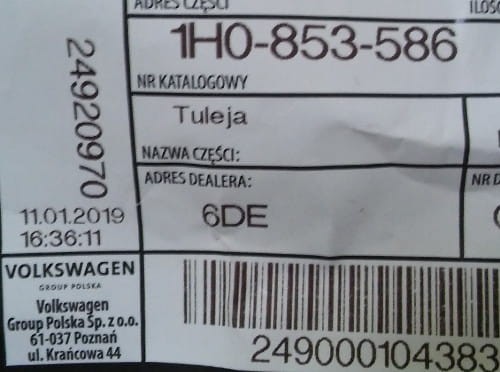 ADRES CZĘŚCI
1H0-853-586
NR KATALOGOWY
Tuleja
NAZWA CZĘŚCI:
ADRES DEALERA:
NR
6DE
24920970
11.01.2019
16:36:11
VOLKSWAGEN
GROUP POLSKA
Volkswagen
Group Polska Sp. z o.o.
61-037 Poznań
ul. Krańcowa 44
249000104383